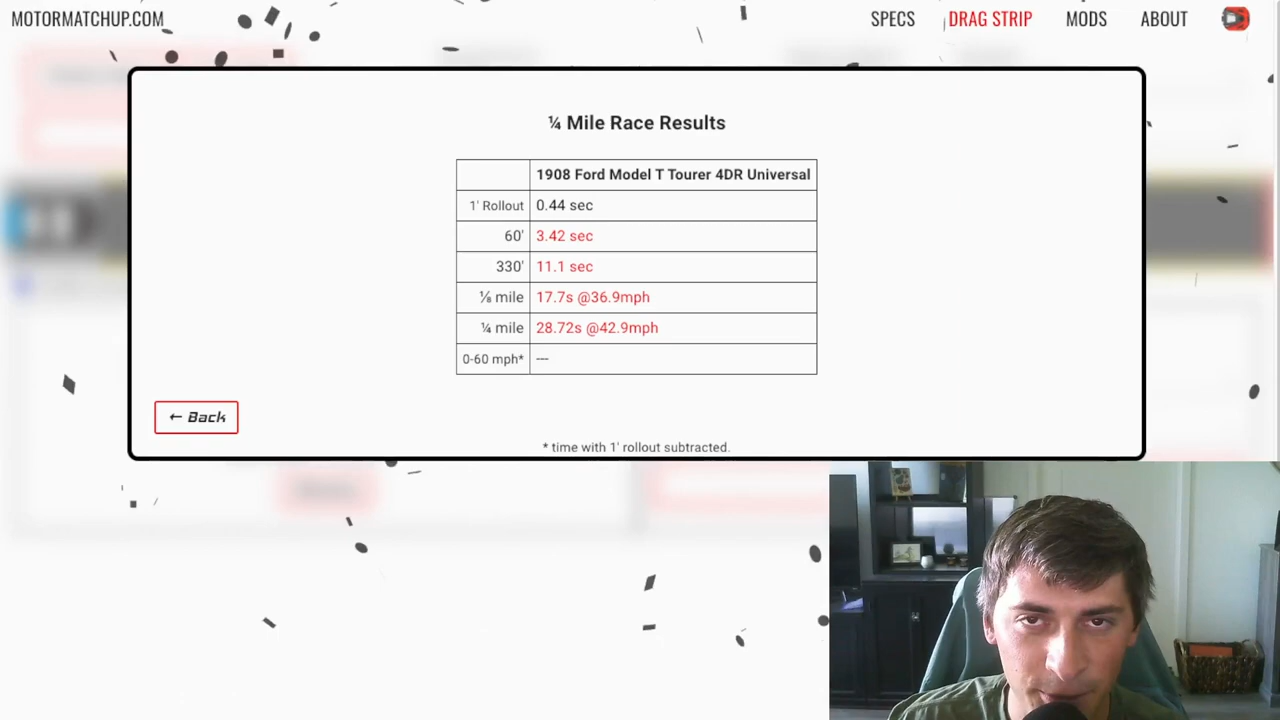 MOTORMATCHUP.COM
SPECS DRAG STRIP MODS ABOUT
¼ Mile Race Results
1908 Ford Model T Tourer 4DR Universal
1' Rollout 0.44 sec
60' 3.42 sec
330' 11.1 sec
⅛ mile 17.7s @36.9mph
¼ mile 28.72s @42.9mph
0-60 mph* ---
← Back
* time with 1' rollout subtracted.